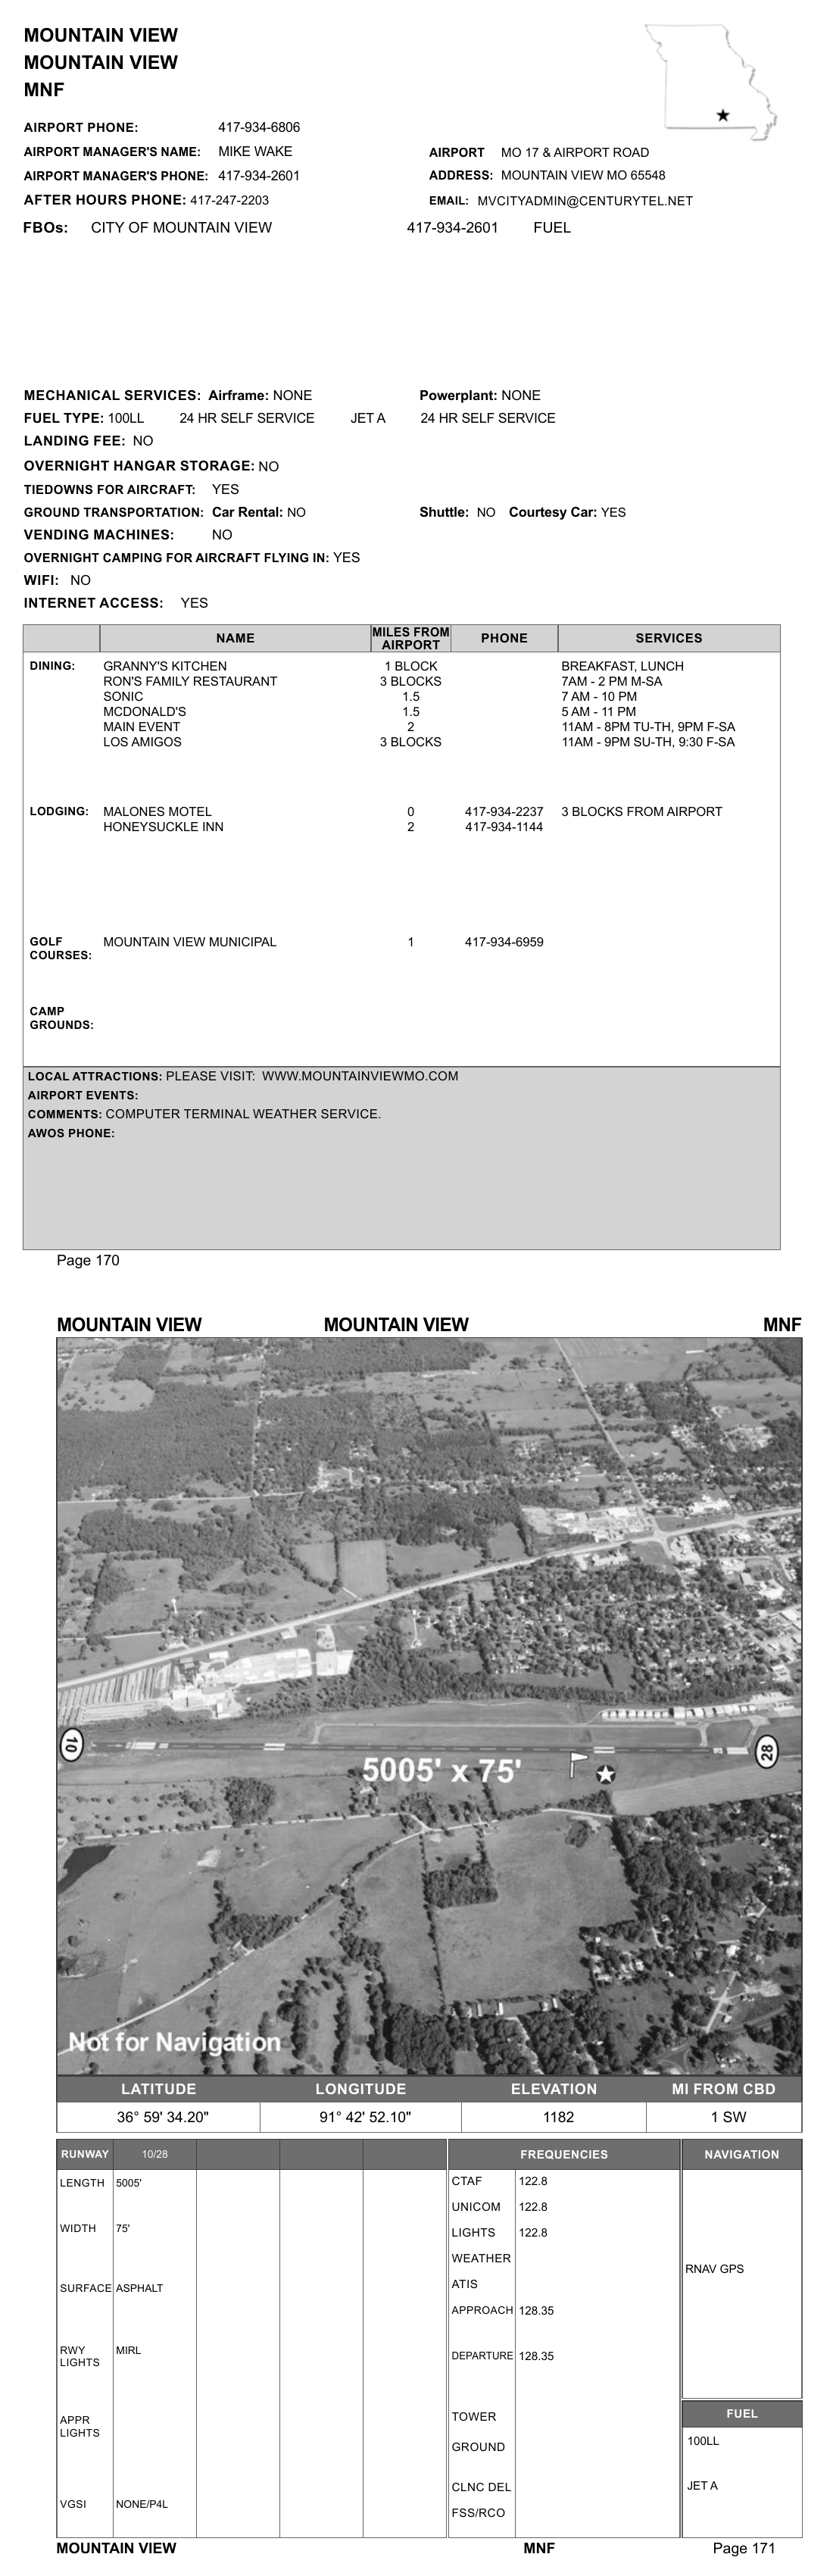 MOUNTAIN VIEW
MOUNTAIN VIEW
MNF
AIRPORT PHONE: 417-934-6806
AIRPORT MANAGER'S NAME: MIKE WAKE AIRPORT MO 17 & AIRPORT ROAD
AIRPORT MANAGER'S PHONE: 417-934-2601 ADDRESS: MOUNTAIN VIEW MO 65548
AFTER HOURS PHONE: 417-247-2203 EMAIL: MVCITYADMIN@CENTURYTEL.NET
FBOs: CITY OF MOUNTAIN VIEW 417-934-2601 FUEL
MECHANICAL SERVICES: Airframe: NONE Powerplant: NONE
FUEL TYPE: 100LL 24 HR SELF SERVICE JET A 24 HR SELF SERVICE
LANDING FEE: NO
OVERNIGHT HANGAR STORAGE: NO
TIEDOWNS FOR AIRCRAFT: YES
GROUND TRANSPORTATION: Car Rental: NO Shuttle: NO Courtesy Car: YES
VENDING MACHINES: NO
OVERNIGHT CAMPING FOR AIRCRAFT FLYING IN: YES
WIFI: NO
INTERNET ACCESS: YES
NAME MILES FROM AIRPORT PHONE SERVICES
DINING: GRANNY'S KITCHEN 1 BLOCK BREAKFAST, LUNCH
RON'S FAMILY RESTAURANT 3 BLOCKS 7AM - 2 PM M-SA
SONIC 1.5 7 AM - 10 PM
MCDONALD'S 1.5 5 AM - 11 PM
MAIN EVENT 2 11AM - 8PM TU-TH, 9PM F-SA
LOS AMIGOS 3 BLOCKS 11AM - 9PM SU-TH, 9:30 F-SA
LODGING: MALONES MOTEL 0 417-934-2237 3 BLOCKS FROM AIRPORT
HONEYSUCKLE INN 2 417-934-1144
GOLF COURSES: MOUNTAIN VIEW MUNICIPAL 1 417-934-6959
CAMP GROUNDS:
LOCAL ATTRACTIONS: PLEASE VISIT: WWW.MOUNTAINVIEWMO.COM
AIRPORT EVENTS:
COMMENTS: COMPUTER TERMINAL WEATHER SERVICE.
AWOS PHONE:
Page 170
MOUNTAIN VIEW MOUNTAIN VIEW MNF
10 28
5005' x 75'
Not for Navigation
LATITUDE LONGITUDE ELEVATION MI FROM CBD
36° 59' 34.20" 91° 42' 52.10" 1182 1 SW
RUNWAY 10/28 FREQUENCIES NAVIGATION
LENGTH 5005' CTAF 122.8
UNICOM 122.8
WIDTH 75' LIGHTS 122.8
WEATHER
RNAV GPS
SURFACE ASPHALT ATIS
APPROACH 128.35
RWY LIGHTS MIRL DEPARTURE 128.35
FUEL
APPR LIGHTS TOWER
100LL
GROUND
CLNC DEL JET A
VGSI NONE/P4L FSS/RCO
MOUNTAIN VIEW MNF Page 171